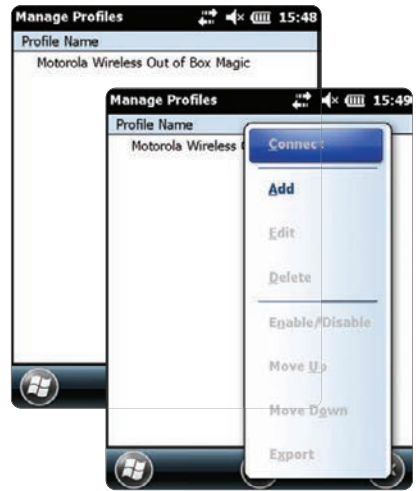 Manage Profiles 15:48
Profile Name
Motorola Wireless Out of Box Magic
Manage Profiles 15:49
Profile Name
Motorola Wireless
Connect
Add
Edit
Delete
Enable/Disable
Move Up
Move Down
Export